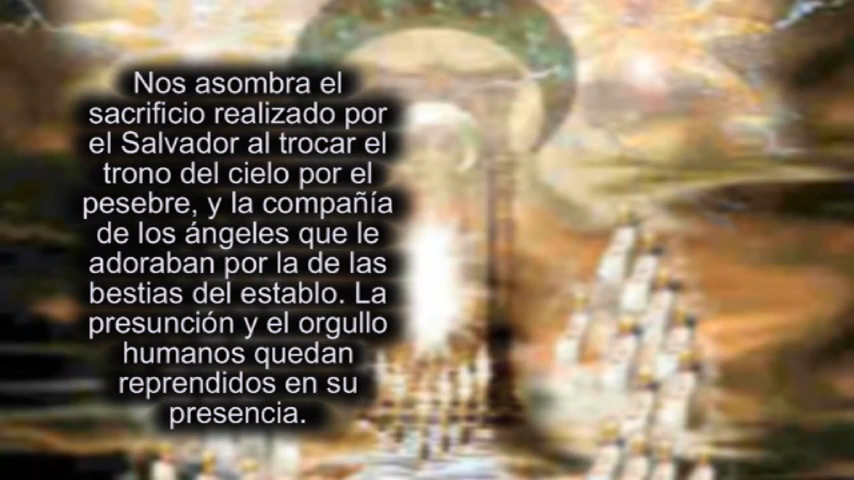 Nos asombra el
sacrificio realizado por
el Salvador al trocar el
trono del cielo por el
pesebre, y la compañía
de los ángeles que le
adoraban por la de las
bestias del establo. La
presunción y el orgullo
humanos quedan
reprendidos en su
presencia.